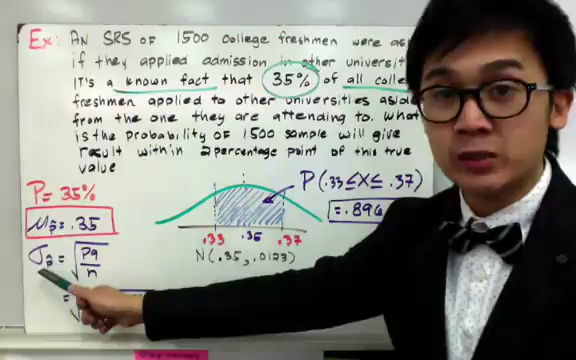 Ex: AN SRS OF 1500 college freshmen were
if they applied admission in other
It's a known fact that 35% of all
freshmen applied to other universities aside
from the one they are attending to. What
is the probability of 1500 sample will give
result within 2 percentage point of this true
value
P = 35%
P(.33 ≤ X ≤ .37)
μp̂ = .35
= .896
σp̂ = √pq/n
.33 .35 .37
N(.35, .0123)
= √